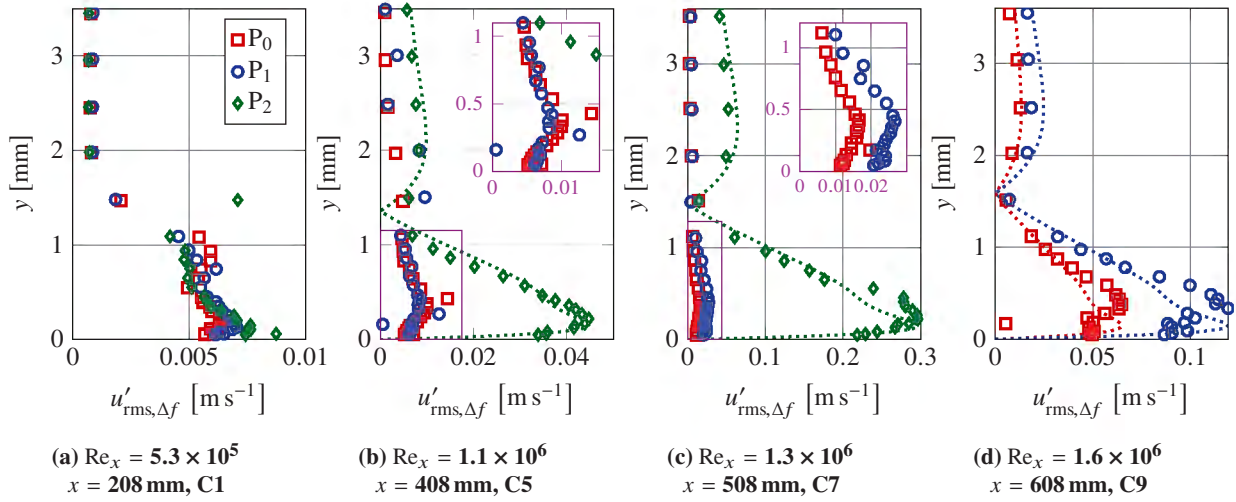 P0
P1
P2
y [mm]
3
2
1
0
0
0.005
0.01
u′rms,Δf [m s−1]
(a) Rex = 5.3 × 10^5
x = 208 mm, C1
y [mm]
3
2
1
0
0
0.02
0.04
1
0.5
0
0
0.01
u′rms,Δf [m s−1]
(b) Rex = 1.1 × 10^6
x = 408 mm, C5
y [mm]
3
2
1
0
0
0.1
0.2
0.3
1
0.5
0
0
0.01
0.02
u′rms,Δf [m s−1]
(c) Rex = 1.3 × 10^6
x = 508 mm, C7
y [mm]
3
2
1
0
0
0.05
0.1
u′rms,Δf [m s−1]
(d) Rex = 1.6 × 10^6
x = 608 mm, C9